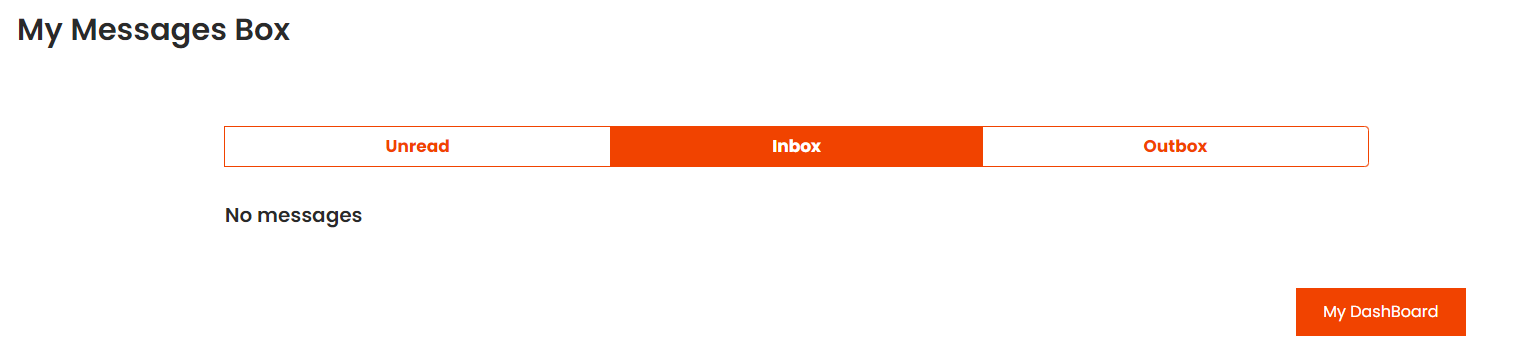 My Messages Box
Unread
Inbox
Outbox
No messages
My DashBoard